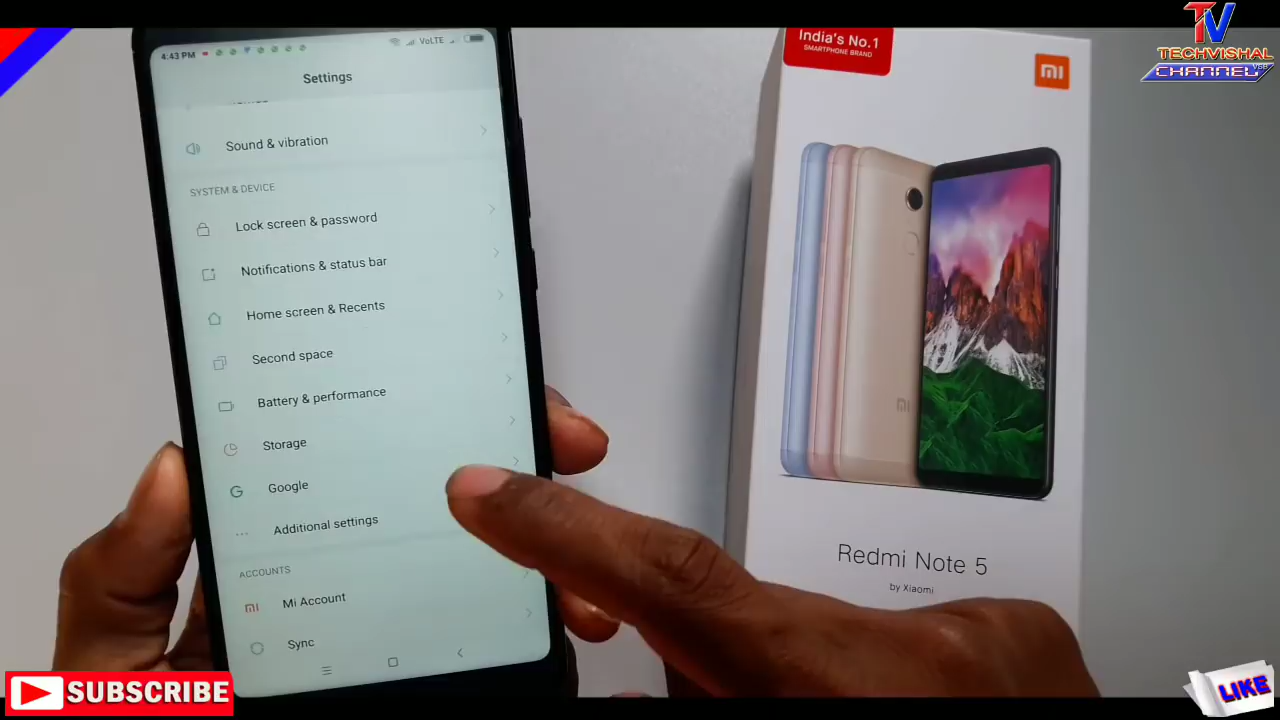 4:43 PM
VoLTE
Settings
Sound & vibration
SYSTEM & DEVICE
Lock screen & password
Notifications & status bar
Home screen & Recents
Second space
Battery & performance
Storage
Google
Additional settings
ACCOUNTS
Mi Account
Sync
India's No.1
SMARTPHONE BRAND
MI
MI
Redmi Note 5
by Xiaomi
TV
TECHVISHAL
CHANNEL
SUBSCRIBE
LIKE